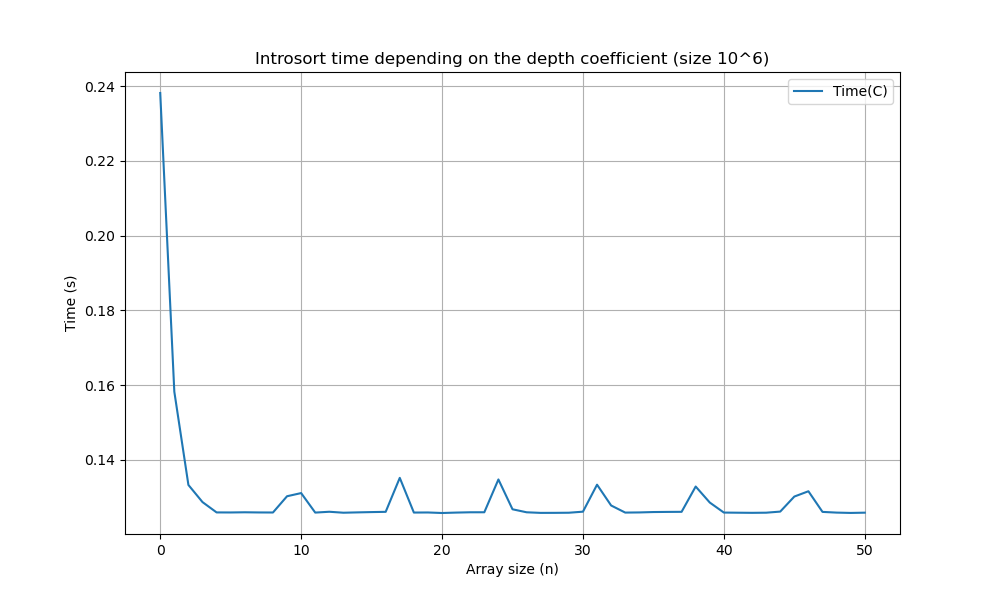 Introsort time depending on the depth coefficient (size 10^6)
Time(C)
0.24
0.22
0.20
0.18
0.16
0.14
Time (s)
0 10 20 30 40 50
Array size (n)